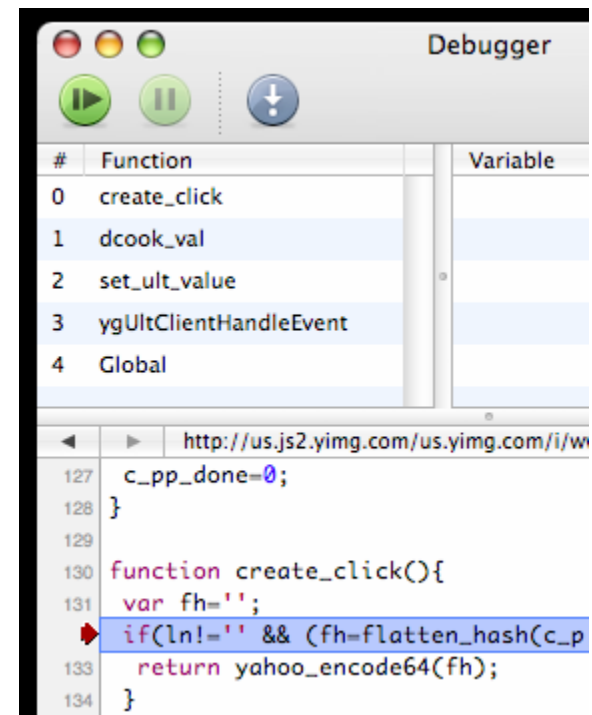 Debugger
# Function Variable
0 create_click
1 dcook_val
2 set_ult_value
3 ygUltClientHandleEvent
4 Global
http://us.js2.yimg.com/us.yimg.com/i/w
127 c_pp_done=0;
128 }
129
130 function create_click(){
131 var fh='';
if(ln!='' && (fh=flatten_hash(c_p
133 return yahoo_encode64(fh);
134 }